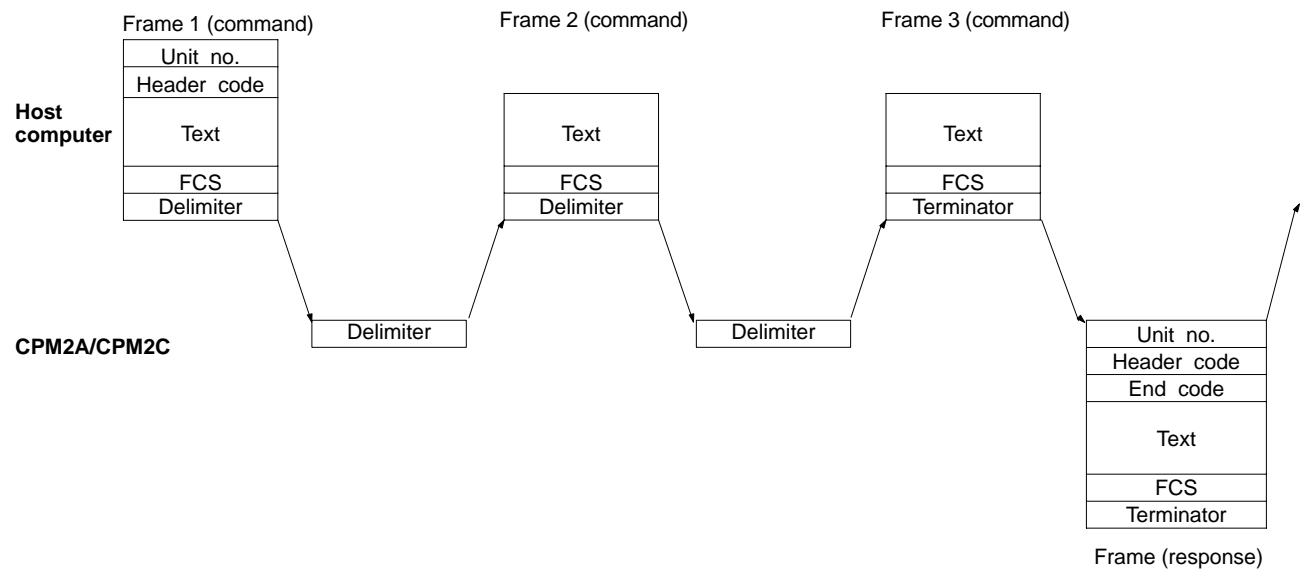 Frame 1 (command)
Frame 2 (command)
Frame 3 (command)
Unit no.
Header code
Host
computer
Text
FCS
Delimiter
Text
FCS
Delimiter
Text
FCS
Terminator
CPM2A/CPM2C
Delimiter
Delimiter
Unit no.
Header code
End code
Text
FCS
Terminator
Frame (response)